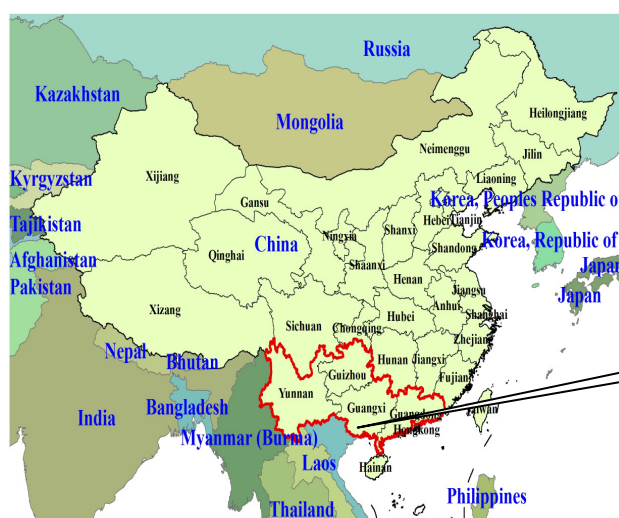 Russia
Kazakhstan
Mongolia
Heilongjiang
Neimenggu
Jilin
Kyrgyzstan
Xijiang
Liaoning
Gansu
Korea, Peoples Republic o
Tajikistan
Hebei
Tianjin
Ningxia
Shanxi
China
Shandong
Korea, Republic of
Qinghai
Afghanistan
Shaanxi
Japan
Henan
Pakistan
Jiangsu
Japan
Anhui
Xizang
Hubei
Shanghai
Sichuan
Chongqing
Zhejiang
Nepal
Bhutan
Hunan
Jiangxi
Guizhou
Fujian
Yunnan
Bangladesh
Guangxi
Guangdong
Taiwan
India
Hongkong
Myanmar (Burma)
Laos
Hainan
Philippines
Thailand